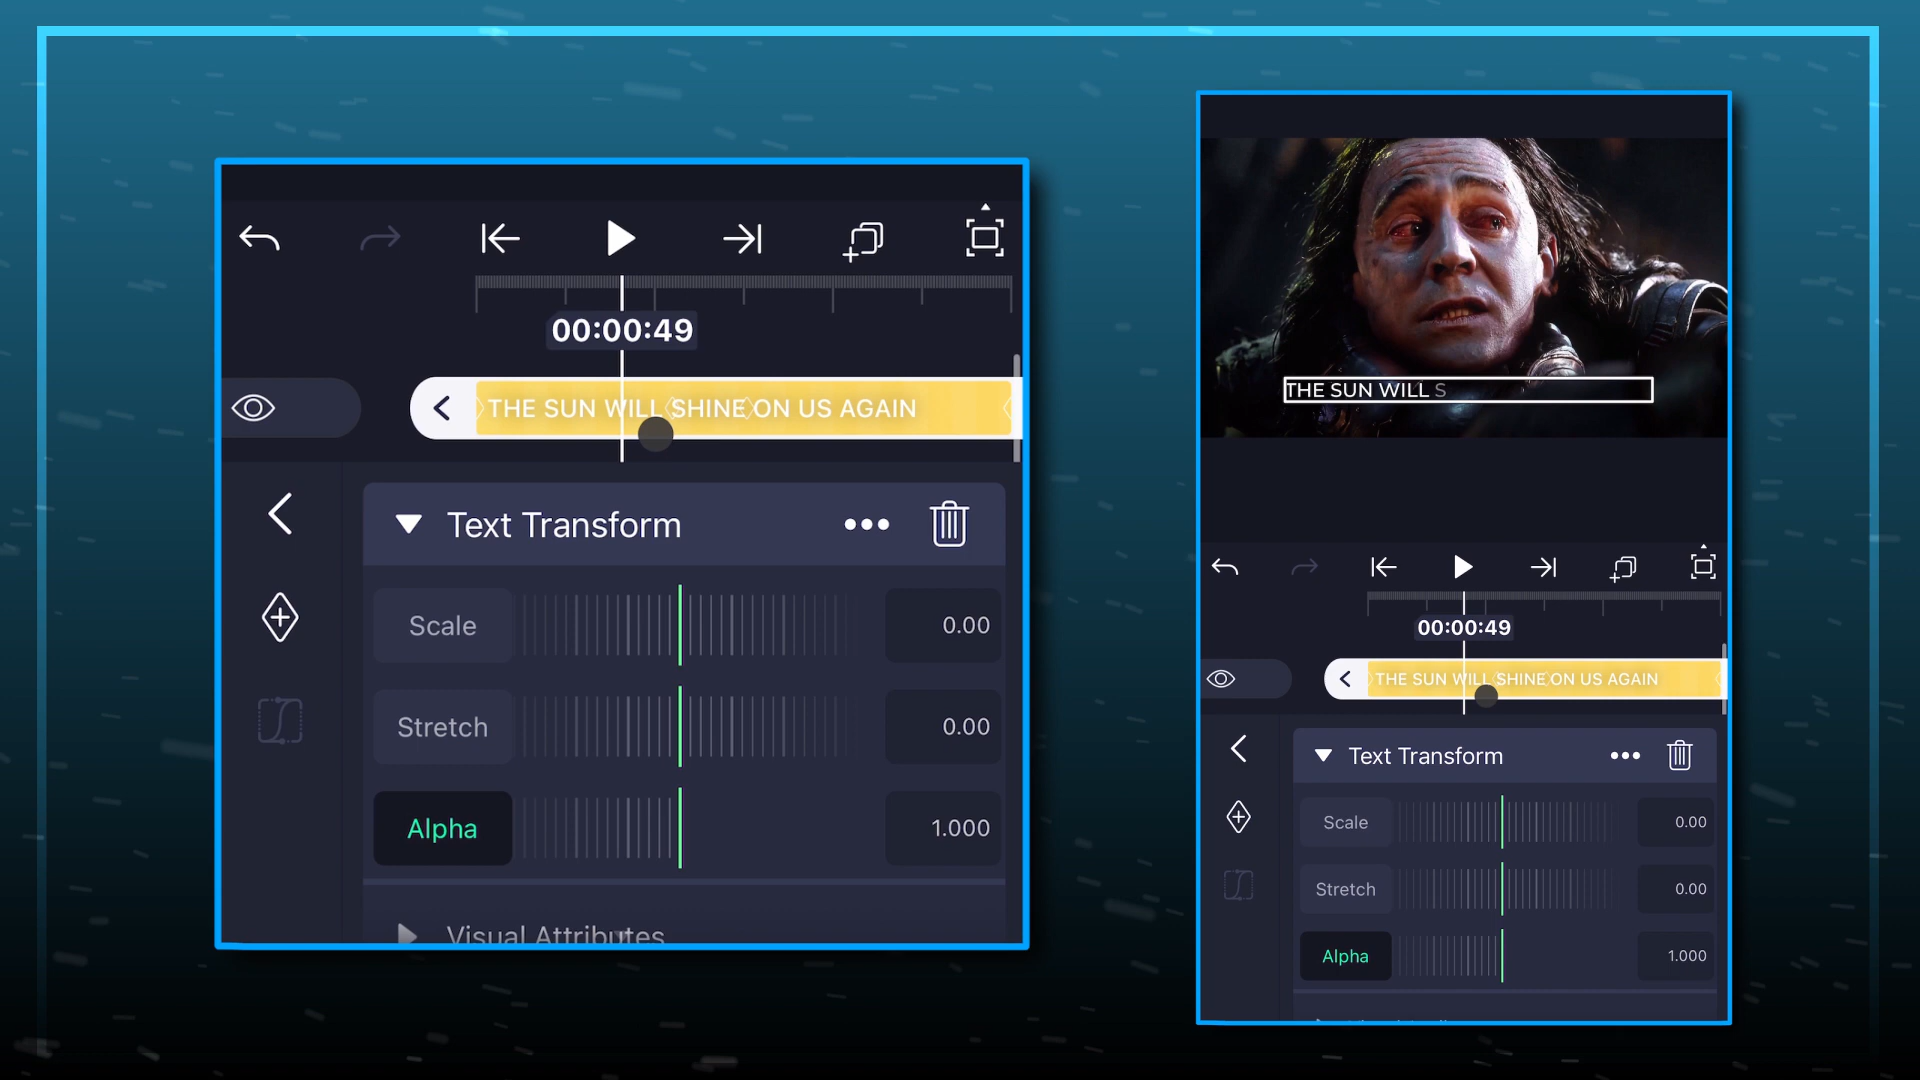 00:00:49
THE SUN WILL SHINE ON US AGAIN
Text Transform
Scale
0.00
Stretch
0.00
Alpha
1.000
Visual Attributes
THE SUN WILL S
00:00:49
THE SUN WILL SHINE ON US AGAIN
Text Transform
Scale
0.00
Stretch
0.00
Alpha
1.000